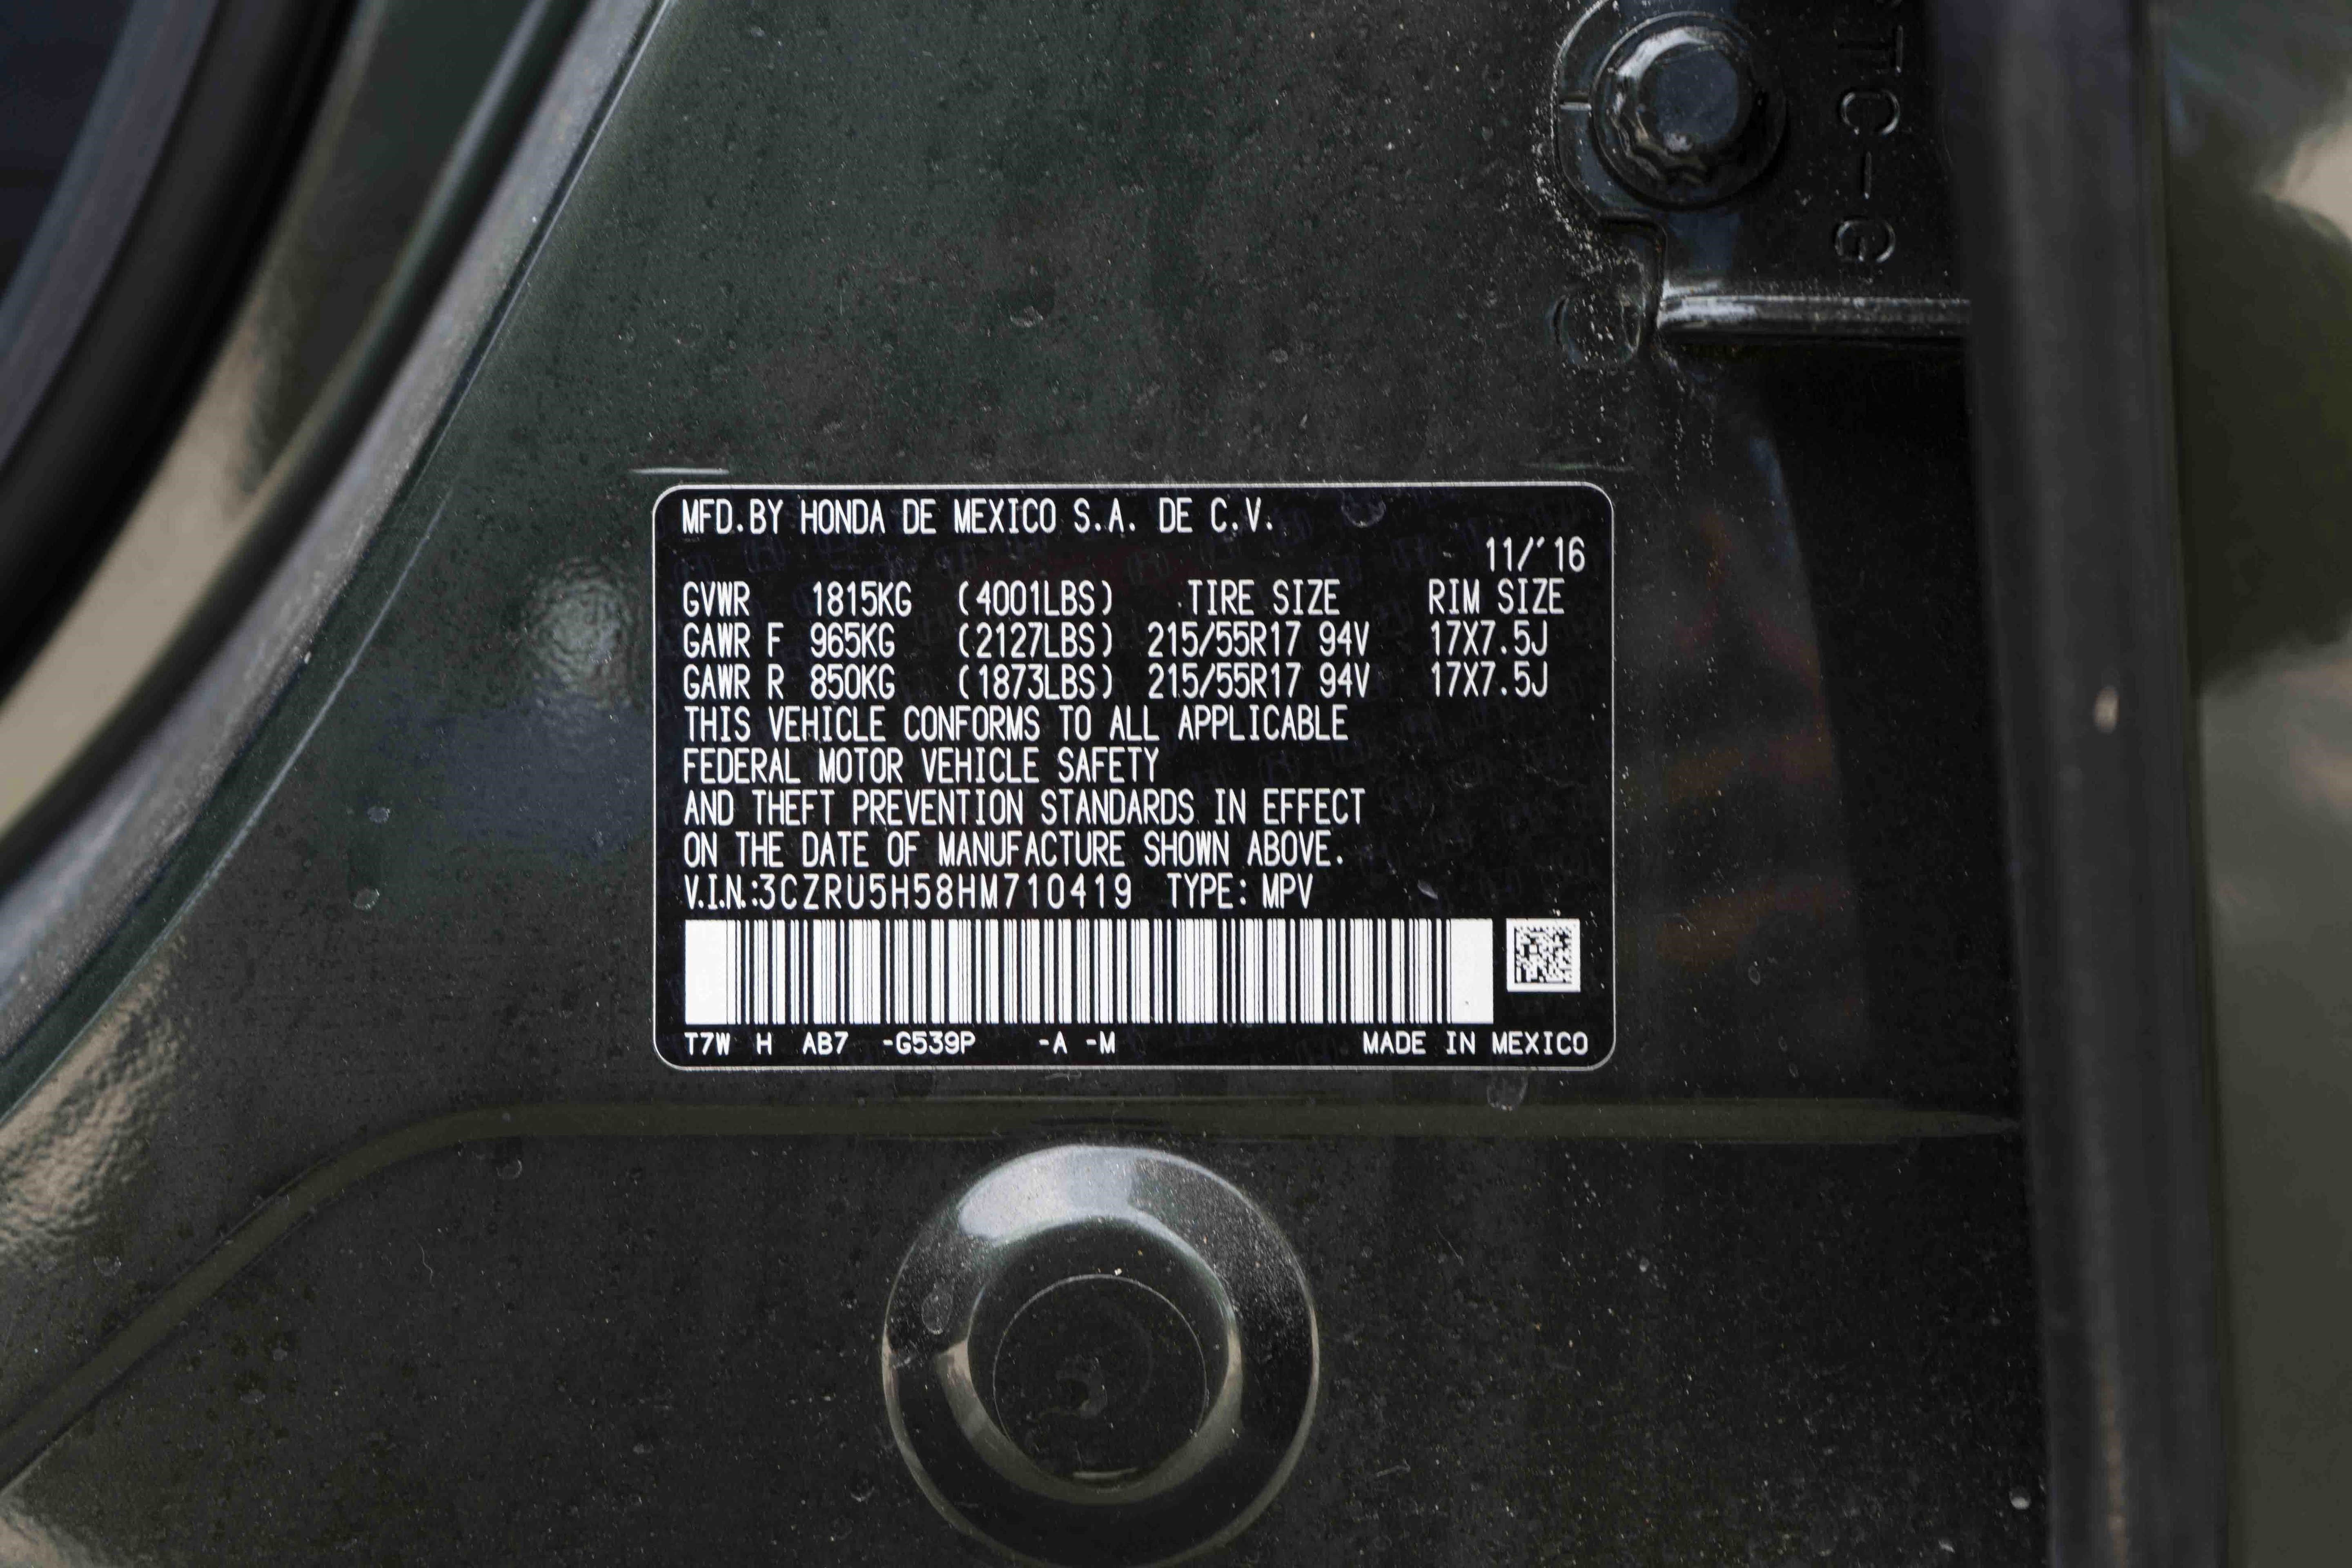 MFD.BY HONDA DE MEXICO S.A. DE C.V.
11/'16
GVWR 1815KG (4001LBS) TIRE SIZE RIM SIZE
GAWR F 965KG (2127LBS) 215/55R17 94V 17X7.5J
GAWR R 850KG (1873LBS) 215/55R17 94V 17X7.5J
THIS VEHICLE CONFORMS TO ALL APPLICABLE
FEDERAL MOTOR VEHICLE SAFETY
AND THEFT PREVENTION STANDARDS IN EFFECT
ON THE DATE OF MANUFACTURE SHOWN ABOVE.
V.I.N.:3CZRU5H58HM710419 TYPE: MPV
T7W H AB7 -G539P -A -M MADE IN MEXICO